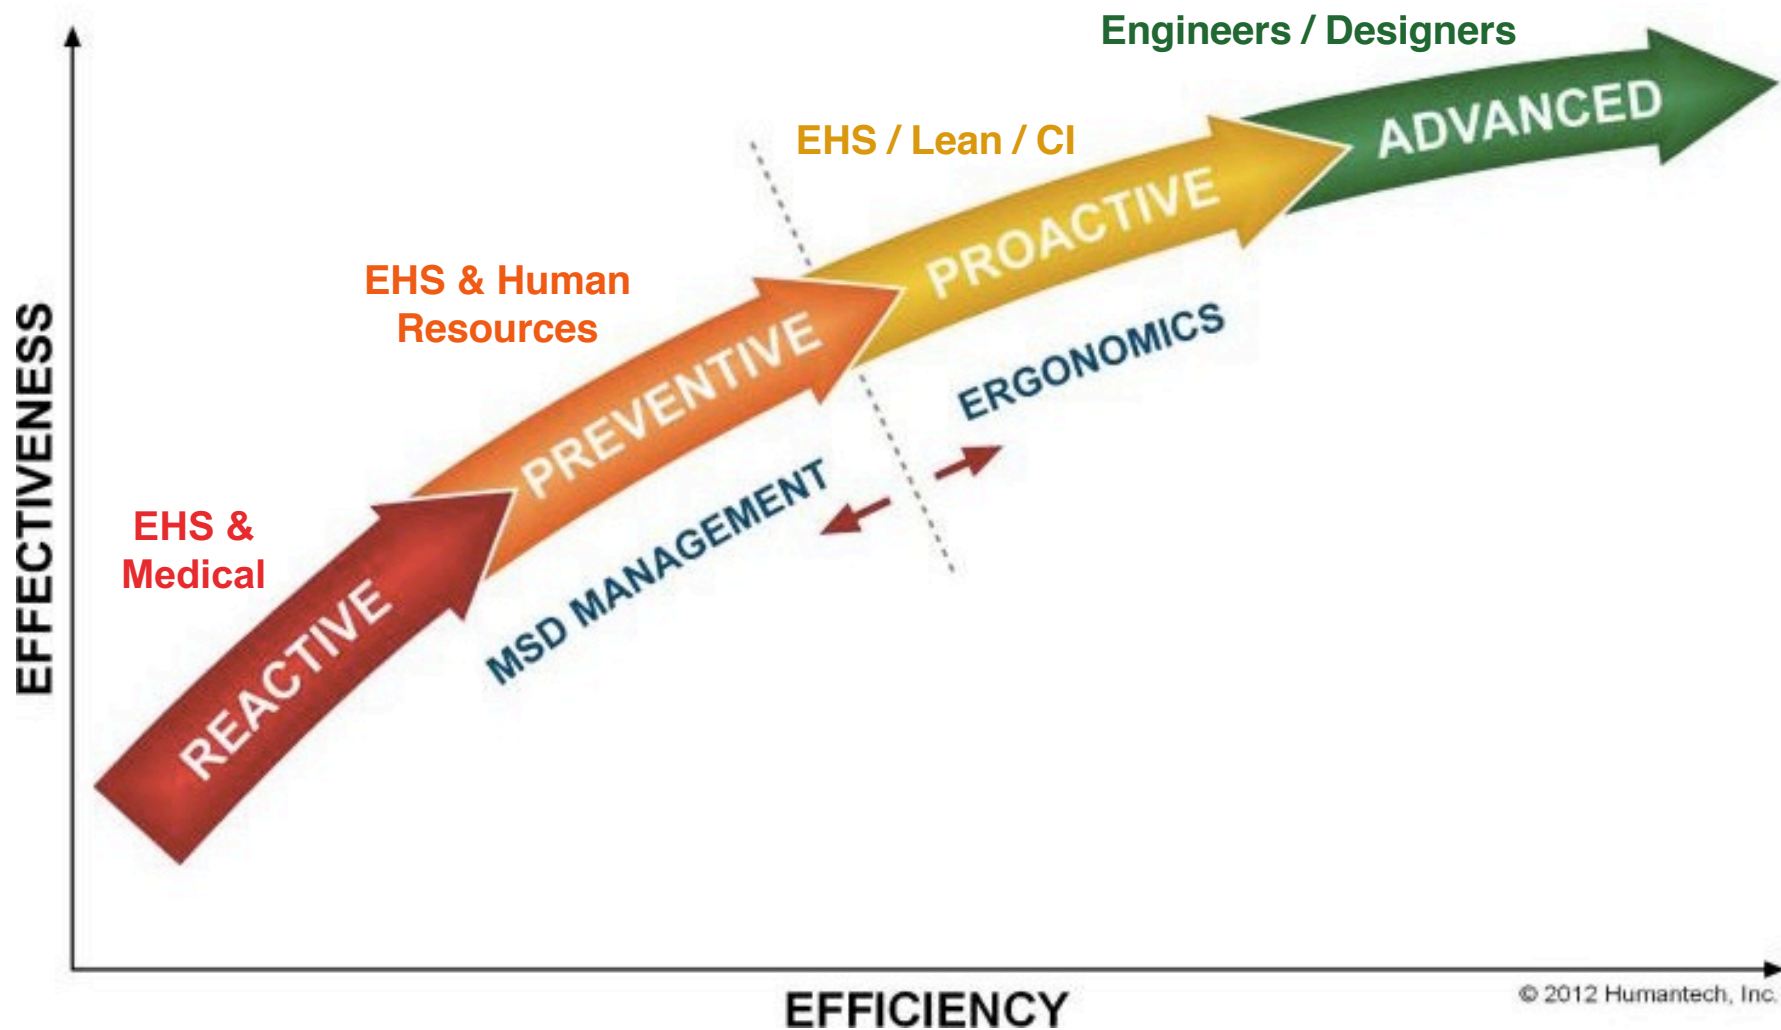 Engineers / Designers
ADVANCED
EHS / Lean / CI
PROACTIVE
EHS & Human
Resources
PREVENTIVE
ERGONOMICS
MSD MANAGEMENT
EHS &
Medical
REACTIVE
EFFECTIVENESS
EFFICIENCY
© 2012 Humantech, Inc.